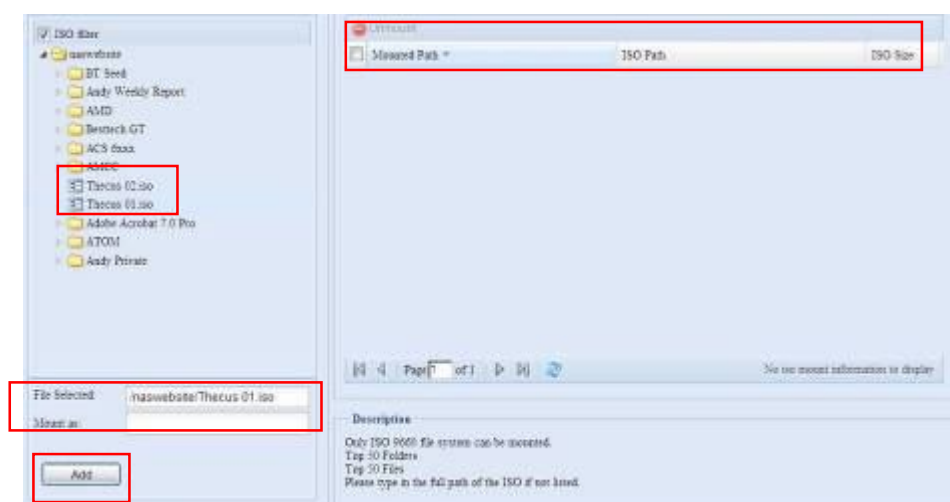 ISO filter
naswebsite
BT Seed
Andy Weekly Report
AMD
Besttech GT
ACS 6xxx
AMCC
Thecus 02.iso
Thecus 01.iso
Adobe Acrobat 7.0 Pro
ATOM
Andy Private
File Selected:
/naswebsite/Thecus 01.iso
Mount as:
Add
Unmount
Mounted Path
ISO Path
ISO Size
Page 1 of 1
No iso mount information to display
Description
Only ISO 9660 file system can be mounted.
Top 50 Folders
Top 50 Files
Please type in the full path of the ISO if not listed.